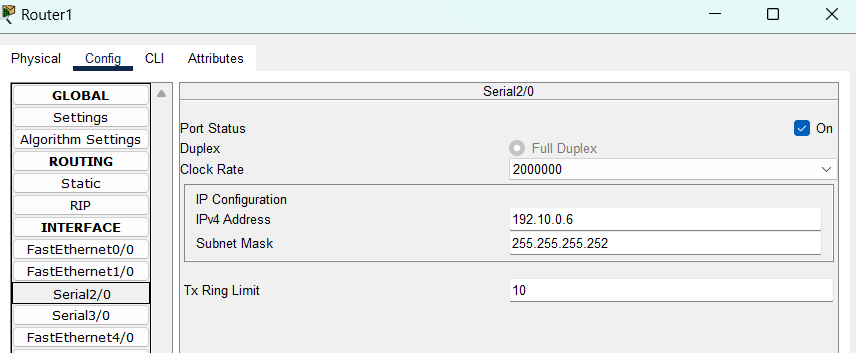 Router1
Physical Config CLI Attributes
GLOBAL
Settings
Algorithm Settings
ROUTING
Static
RIP
INTERFACE
FastEthernet0/0
FastEthernet1/0
Serial2/0
Serial3/0
FastEthernet4/0
Serial2/0
Port Status On
Duplex Full Duplex
Clock Rate 2000000
IP Configuration
IPv4 Address 192.10.0.6
Subnet Mask 255.255.255.252
Tx Ring Limit 10